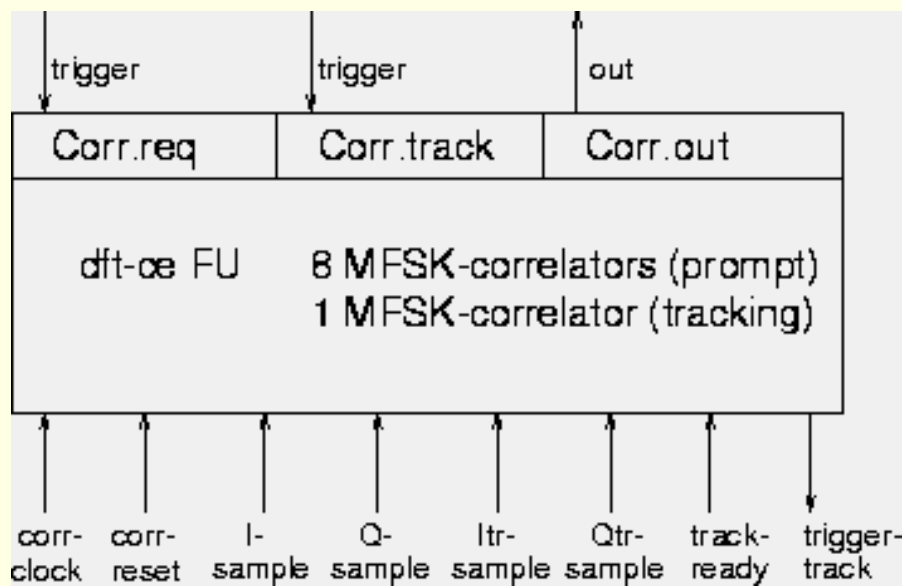 trigger trigger out
Corr.req Corr.track Corr.out
dft-oe FU 8 MFSK-correlators (prompt)
1 MFSK-correlator (tracking)
corr- corr- I- Q- Itr- Qtr- track- trigger-
clock reset sample sample sample sample ready track